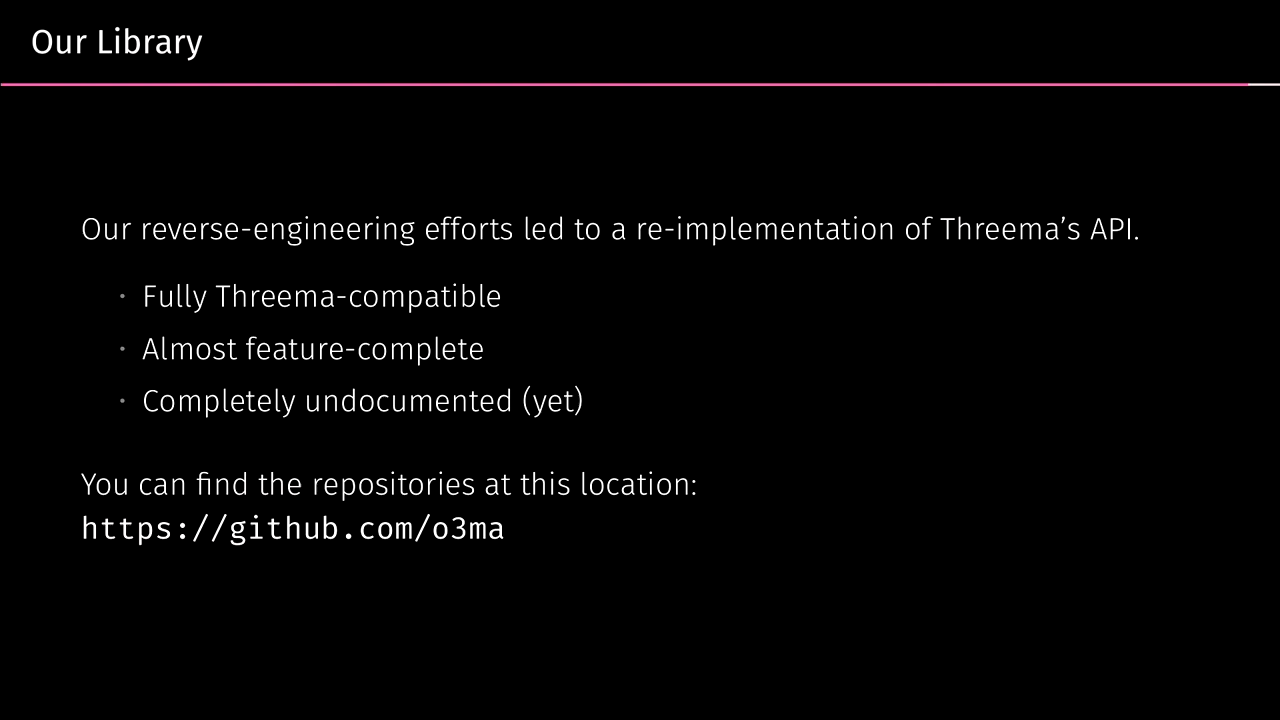 Our Library
Our reverse-engineering efforts led to a re-implementation of Threema’s API.
• Fully Threema-compatible
• Almost feature-complete
• Completely undocumented (yet)
You can find the repositories at this location:
https://github.com/o3ma